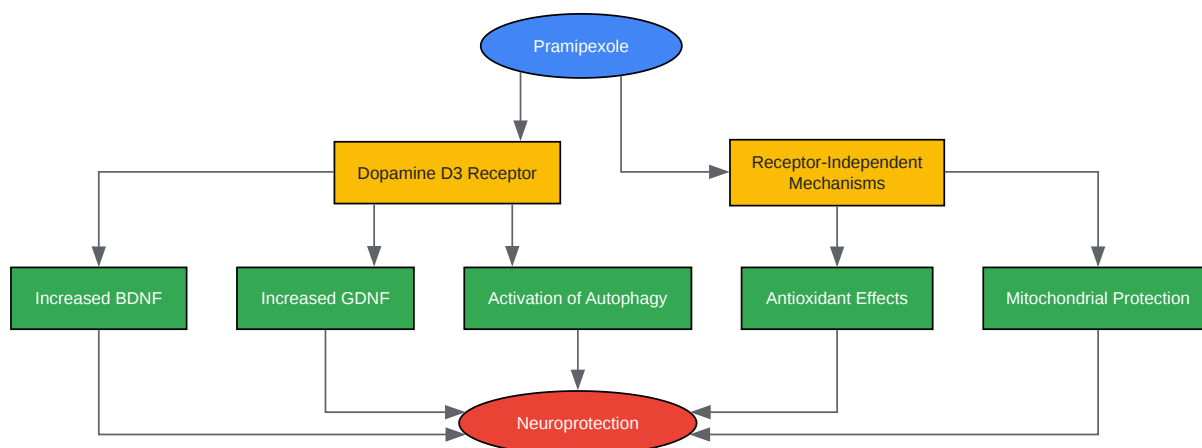 Pramipexole
Dopamine D3 Receptor
Receptor-Independent
Mechanisms
Increased BDNF
Increased GDNF
Activation of Autophagy
Antioxidant Effects
Mitochondrial Protection
Neuroprotection